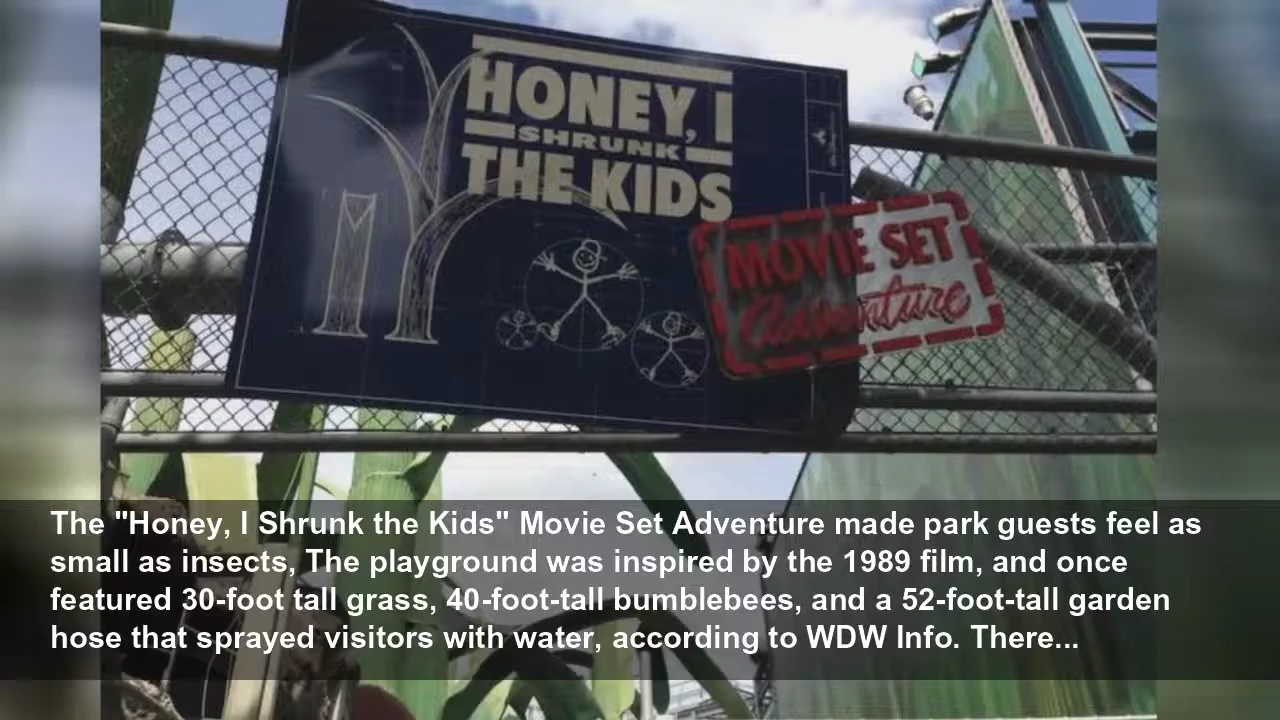 HONEY, I
SHRUNK
THE KIDS
MOVIE SET
Adventure
The "Honey, I Shrunk the Kids" Movie Set Adventure made park guests feel as
small as insects, The playground was inspired by the 1989 film, and once
featured 30-foot tall grass, 40-foot-tall bumblebees, and a 52-foot-tall garden
hose that sprayed visitors with water, according to WDW Info. There...